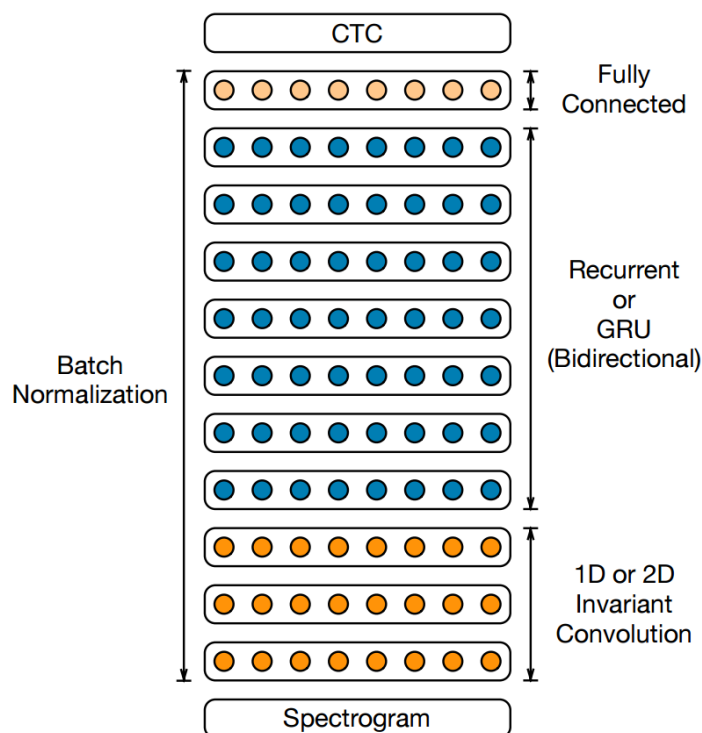 CTC
Fully
Connected
Recurrent
or
GRU
(Bidirectional)
Batch
Normalization
1D or 2D
Invariant
Convolution
Spectrogram